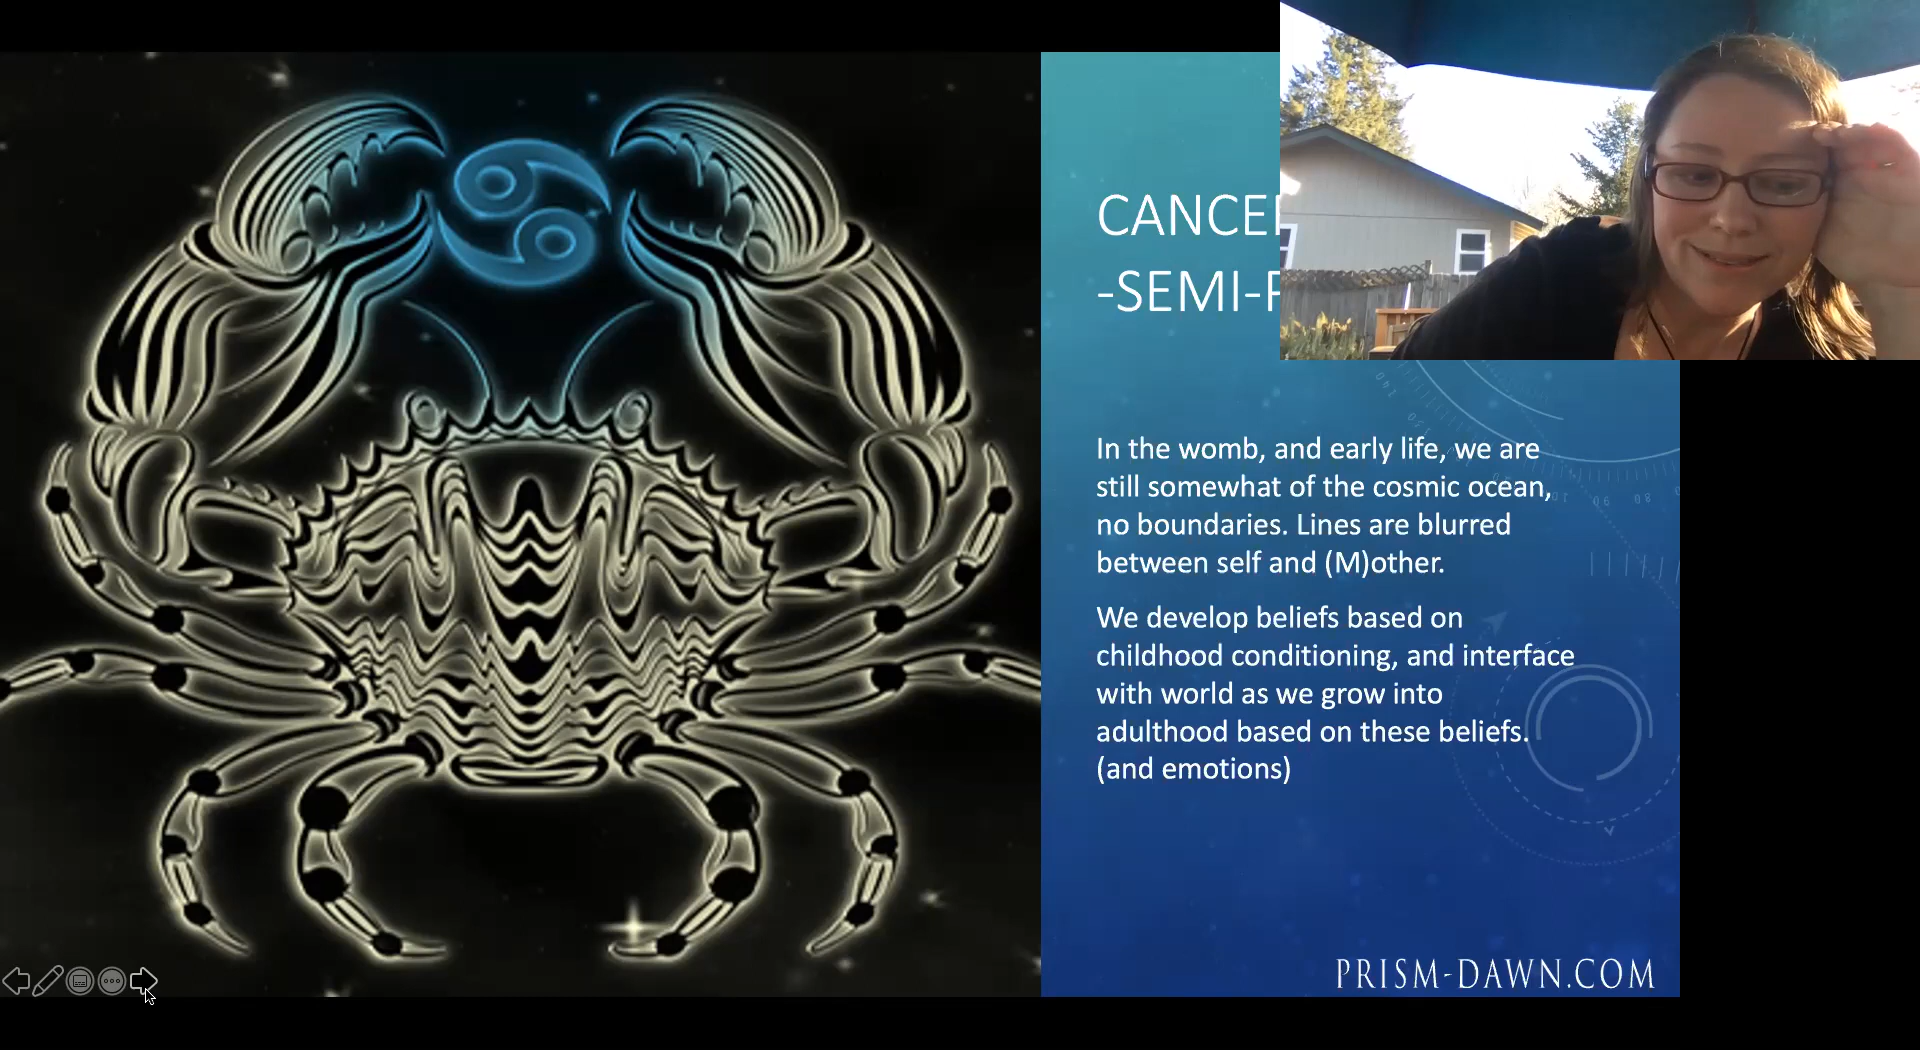 CANCE
-SEMI-
In the womb, and early life, we are
still somewhat of the cosmic ocean,
no boundaries. Lines are blurred
between self and (M)other.
We develop beliefs based on
childhood conditioning, and interface
with world as we grow into
adulthood based on these beliefs.
(and emotions)
PRISM-DAWN.COM